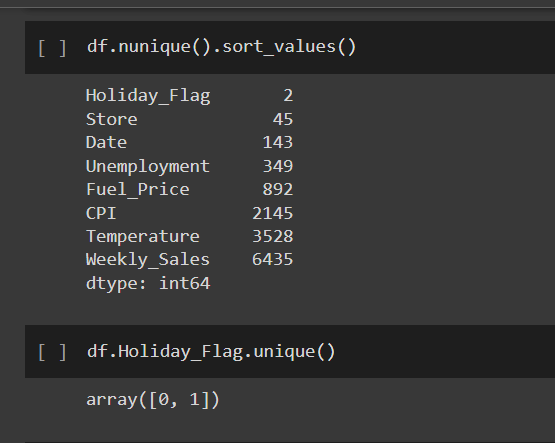 [ ] df.nunique().sort_values()
Holiday_Flag 2
Store 45
Date 143
Unemployment 349
Fuel_Price 892
CPI 2145
Temperature 3528
Weekly_Sales 6435
dtype: int64
[ ] df.Holiday_Flag.unique()
array([0, 1])